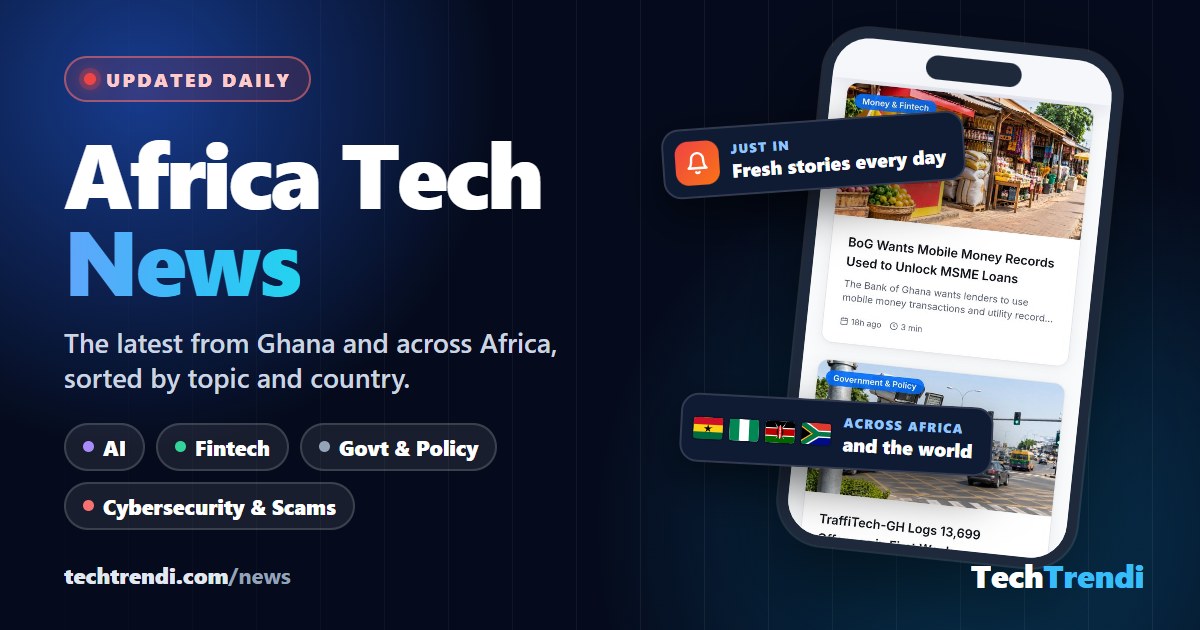 UPDATED DAILY
Africa Tech
News
The latest from Ghana and across Africa,
sorted by topic and country.
AI
Fintech
Govt & Policy
Cybersecurity & Scams
techtrendi.com/news
Money & Fintech
JUST IN
Fresh stories every day
BoG Wants Mobile Money Records
Used to Unlock MSME Loans
The Bank of Ghana wants lenders to use
mobile money transactions and utility record...
18h ago 3 min
Government & Policy
ACROSS AFRICA
and the world
TraffiTech-GH Logs 13,699
TechTrendi